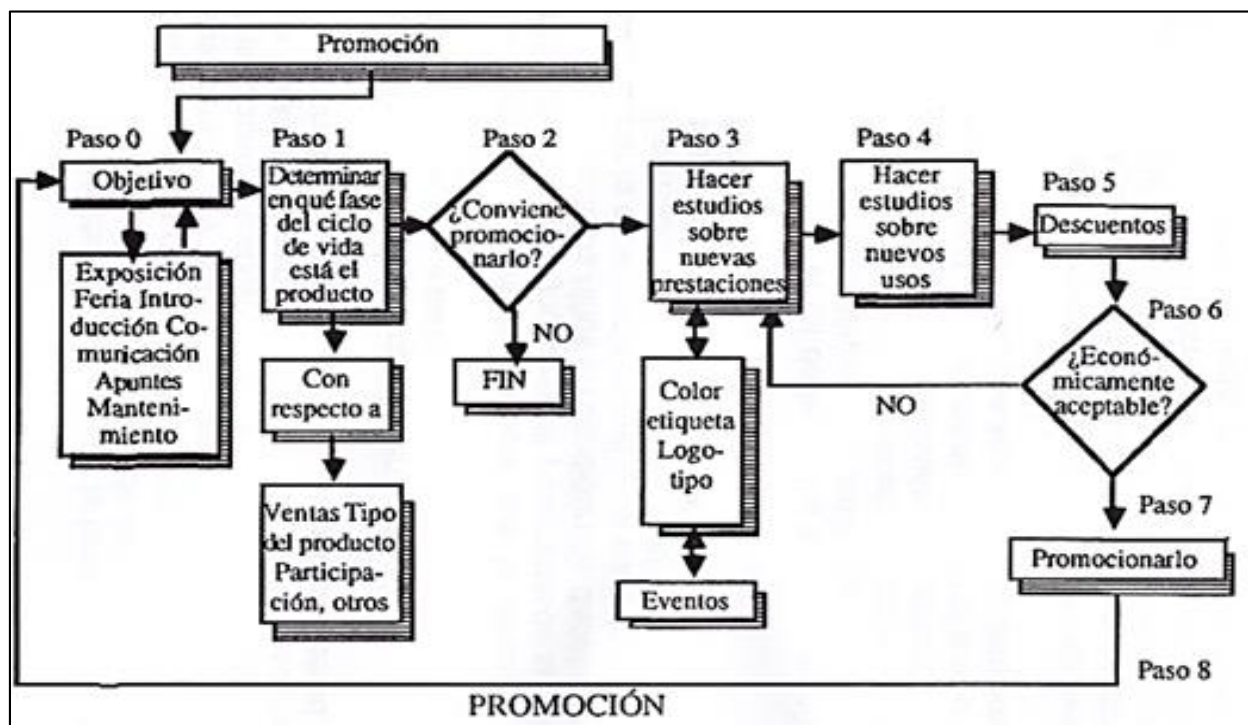 Promoción
Paso 0
Objetivo
Exposición
Feria Intro-
ducción Co-
municación
Apuntes
Manteni-
miento
Paso 1
Determinar
en qué fase
del ciclo
de vida
está el
producto
Con
respecto a
Ventas Tipo
del producto
Participa-
ción, otros
Paso 2
¿Conviene
promocio-
narlo?
NO
FIN
Paso 3
Hacer
estudios
sobre
nuevas
prestaciones
Color
etiqueta
Logo-
tipo
Eventos
Paso 4
Hacer
estudios
sobre
nuevos
usos
Paso 5
Descuentos
Paso 6
¿Econó-
micamente
aceptable?
NO
Paso 7
Promocionarlo
Paso 8
PROMOCIÓN